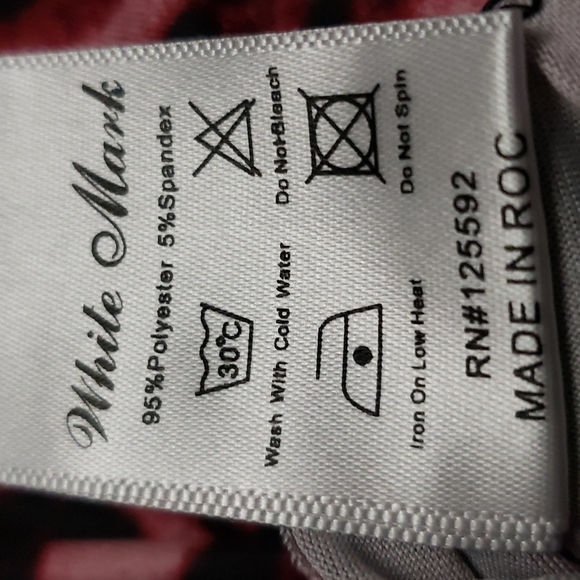 White Mark
95%Polyester 5%Spandex
30°C
Wash With Cold Water Do Not Bleach
Iron On Low Heat Do Not Spin
RN#125592
MADE IN ROC